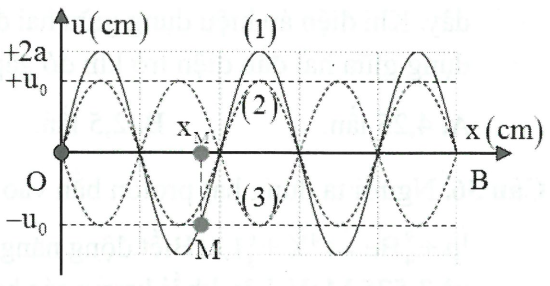 u(cm)
(1)
+2a
+u₀
(2)
x_M
x(cm)
O
B
(3)
-u₀
M